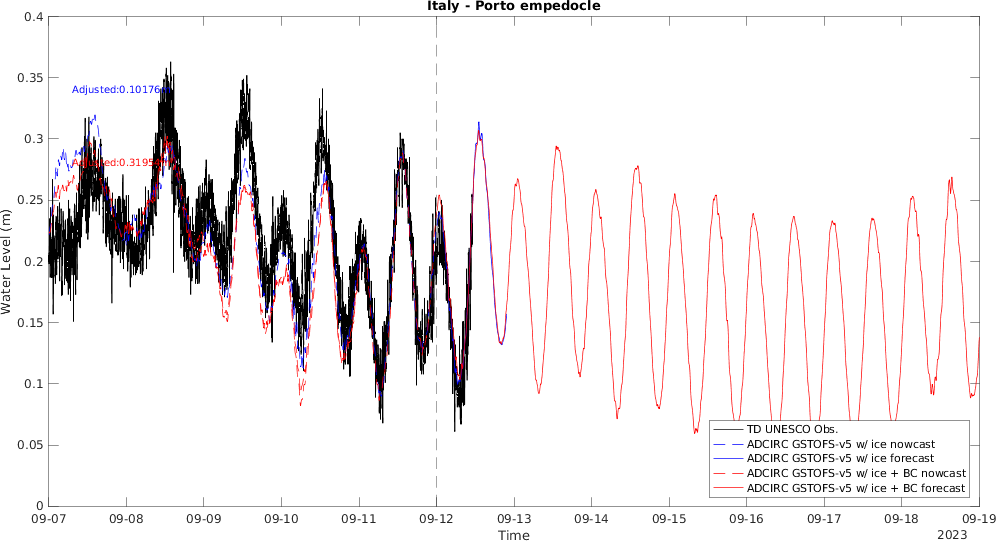 Italy - Porto empedocle
0.4
0.35
0.3
0.25
0.2
0.15
0.1
0.05
0
Water Level (m)
Adjusted:0.10176
Adjusted:0.3195
TD UNESCO Obs.
ADCIRC GSTOFS-v5 w/ ice nowcast
ADCIRC GSTOFS-v5 w/ ice forecast
ADCIRC GSTOFS-v5 w/ ice + BC nowcast
ADCIRC GSTOFS-v5 w/ ice + BC forecast
09-07 09-08 09-09 09-10 09-11 09-12 09-13 09-14 09-15 09-16 09-17 09-18 09-19
Time
2023